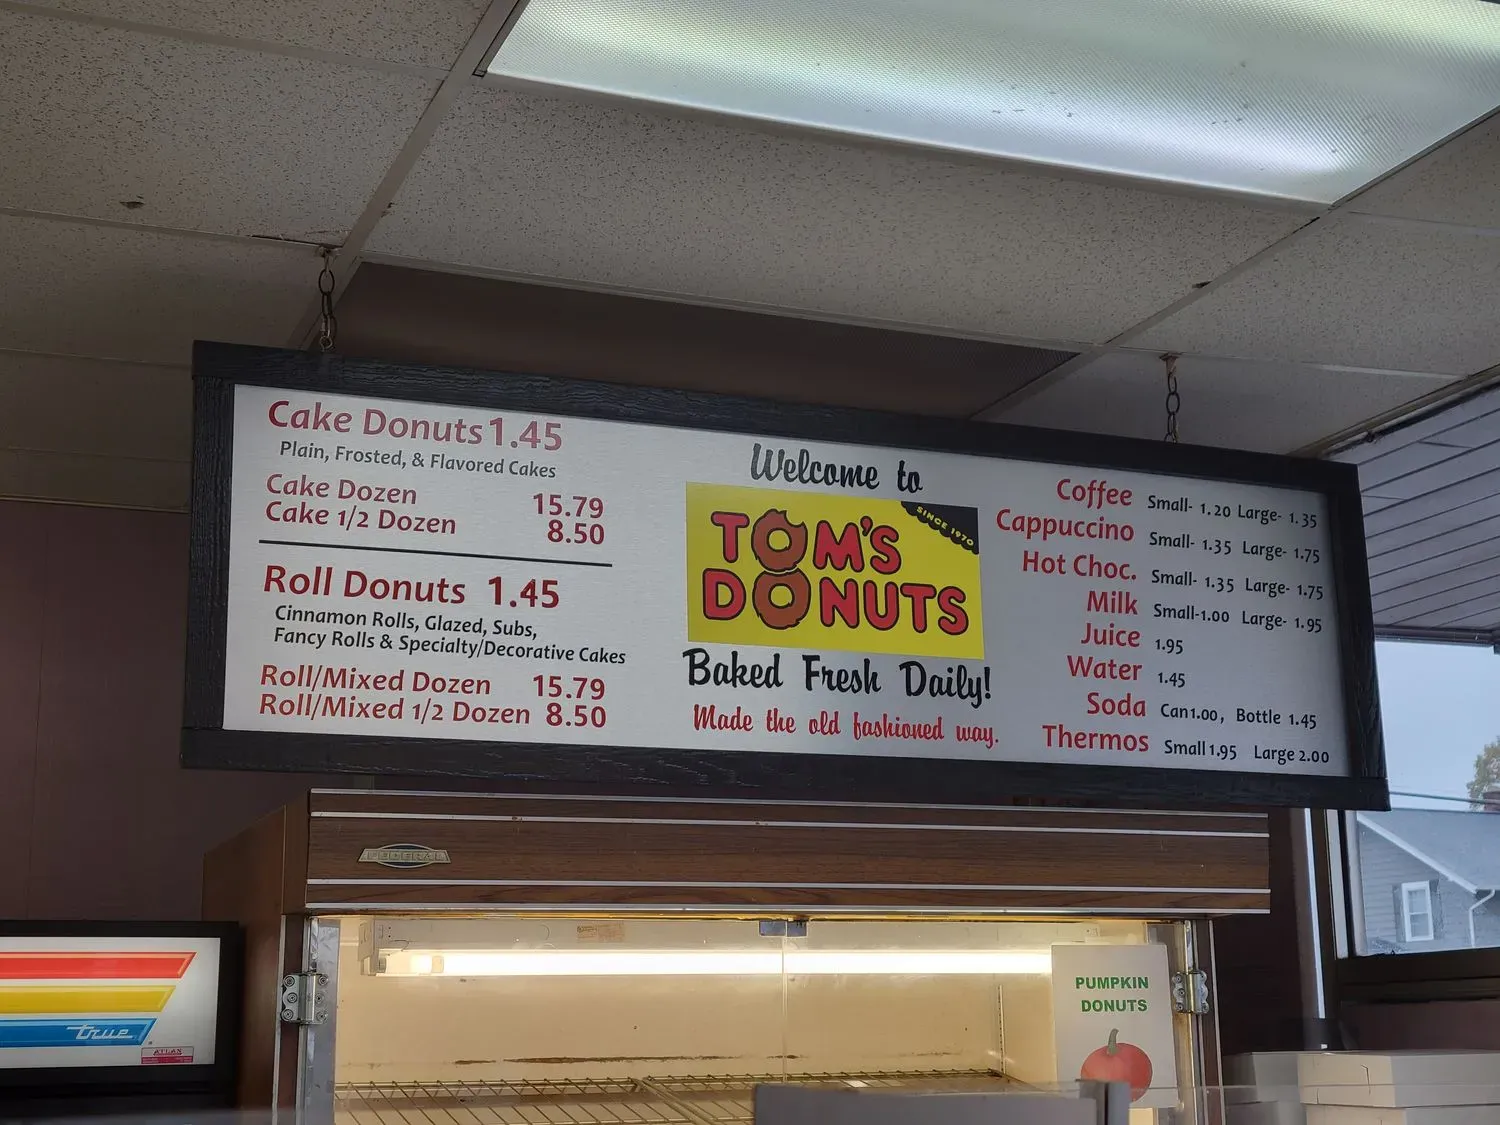 Cake Donuts 1.45
Plain, Frosted, & Flavored Cakes
Cake Dozen 15.79
Cake 1/2 Dozen 8.50
Roll Donuts 1.45
Cinnamon Rolls, Glazed, Subs,
Fancy Rolls & Specialty/Decorative Cakes
Roll/Mixed Dozen 15.79
Roll/Mixed 1/2 Dozen 8.50
Welcome to
SINCE 1970
TOM'S
DONUTS
Baked Fresh Daily!
Made the old fashioned way.
Coffee Small- 1.20 Large- 1.35
Cappuccino Small- 1.35 Large- 1.75
Hot Choc. Small- 1.35 Large- 1.75
Milk Small-1.00 Large- 1.95
Juice 1.95
Water 1.45
Soda Can1.00, Bottle 1.45
Thermos Small1.95 Large2.00
FEDERAL
true
ATLAS
PUMPKIN
DONUTS